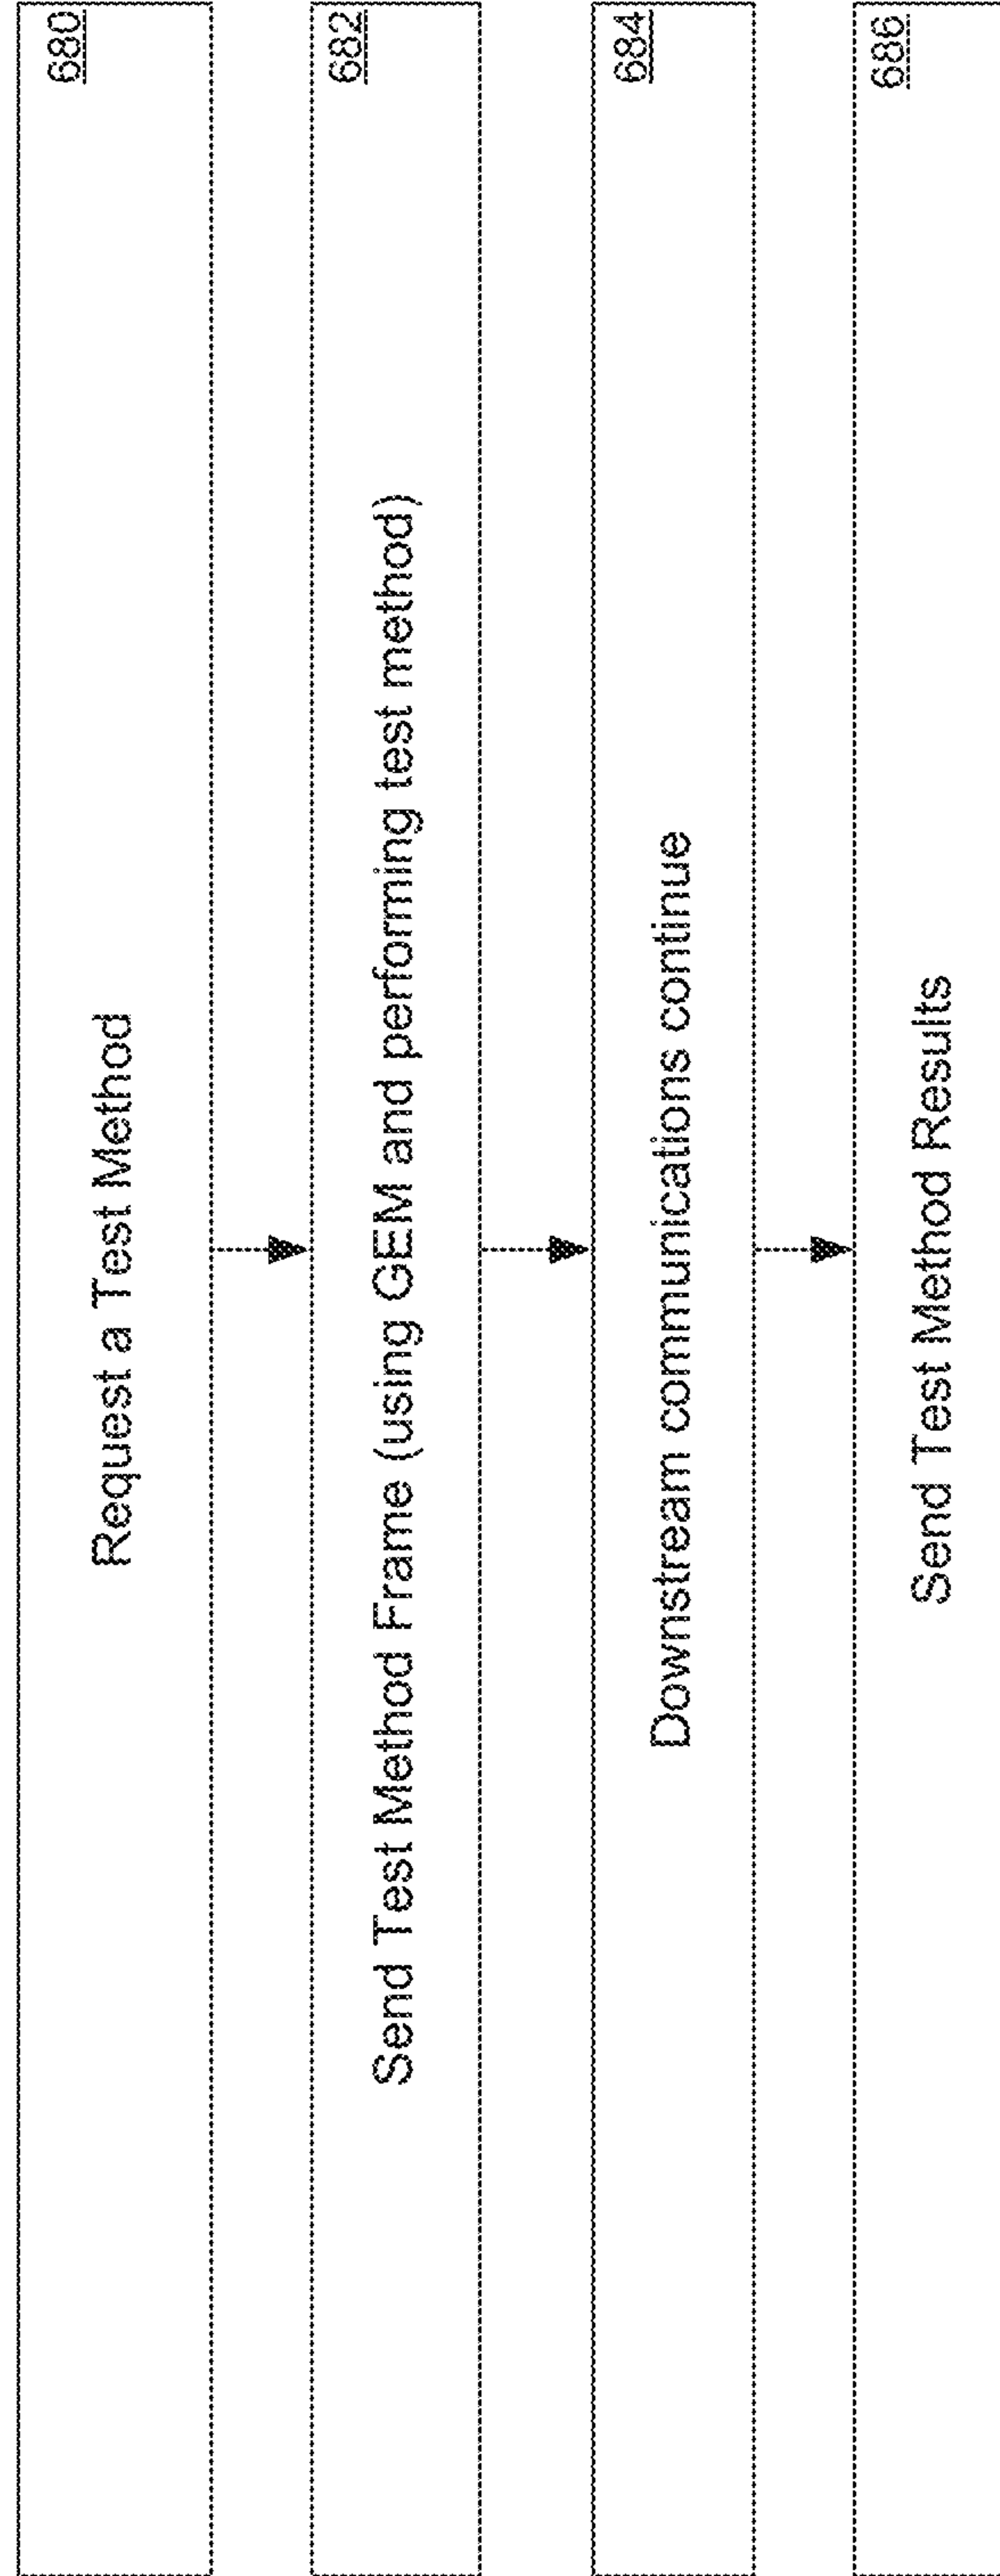 680
Request a Test Method
682
Send Test Method Frame (using GEM and performing test method)
684
Downstream communications continue
686
Send Test Method Results